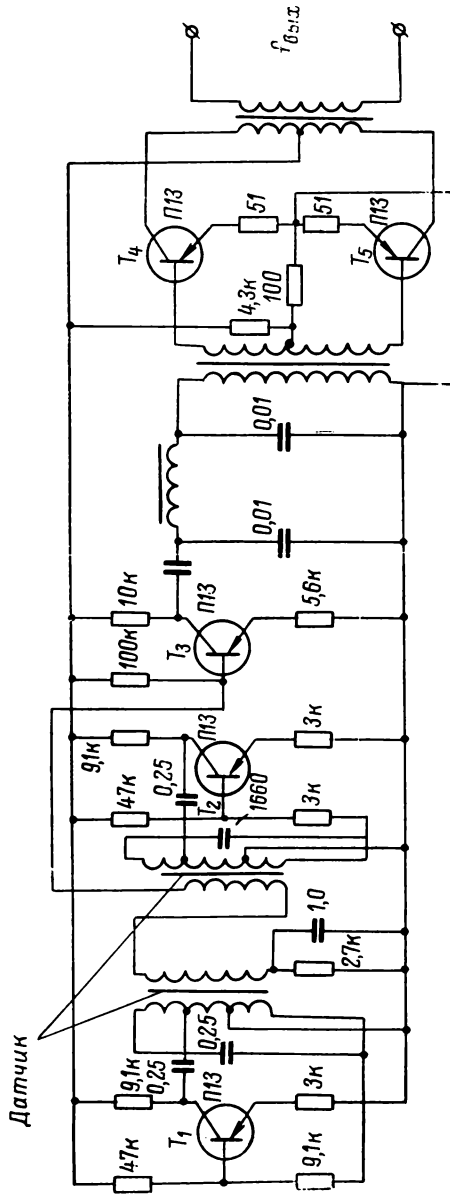 Датчик
47к
9,1к
T₁
П13
9,1к
0,25
3к
0,25
2,7к
1,0
47к
9,1к
0,25
T₂
П13
1660
3к
3к
100к
10к
T₃
П13
5,6к
0,01
0,01
4,3к
100
T₄
П13
51
51
T₅
П13
fвых